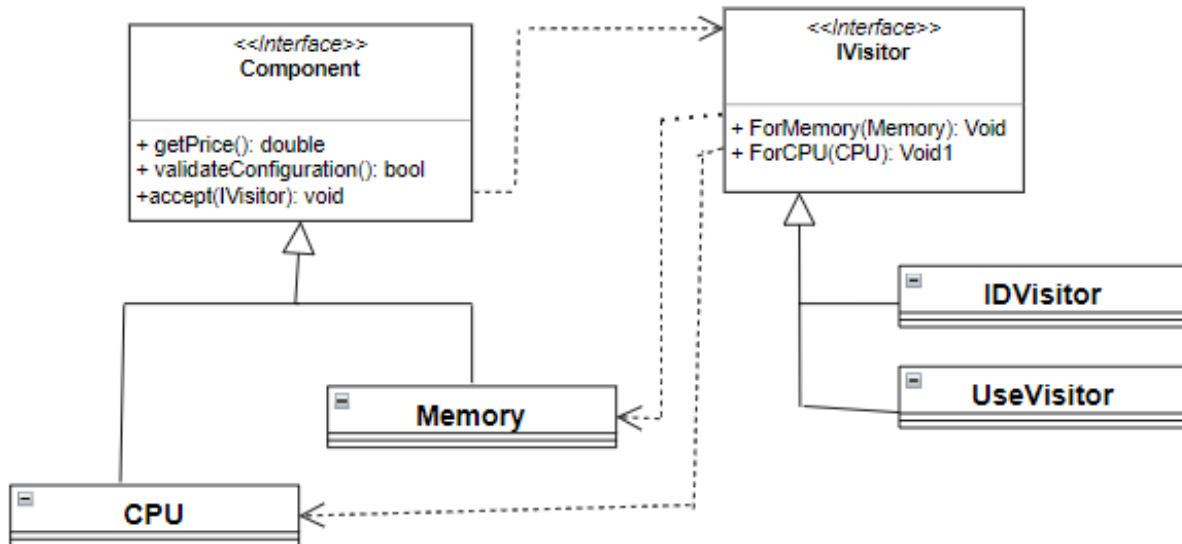 <<Interface>>
Component
+ getPrice(): double
+ validateConfiguration(): bool
+accept(IVisitor): void
<<Interface>>
IVisitor
+ ForMemory(Memory): Void
+ ForCPU(CPU): Void1
IDVisitor
UseVisitor
Memory
CPU